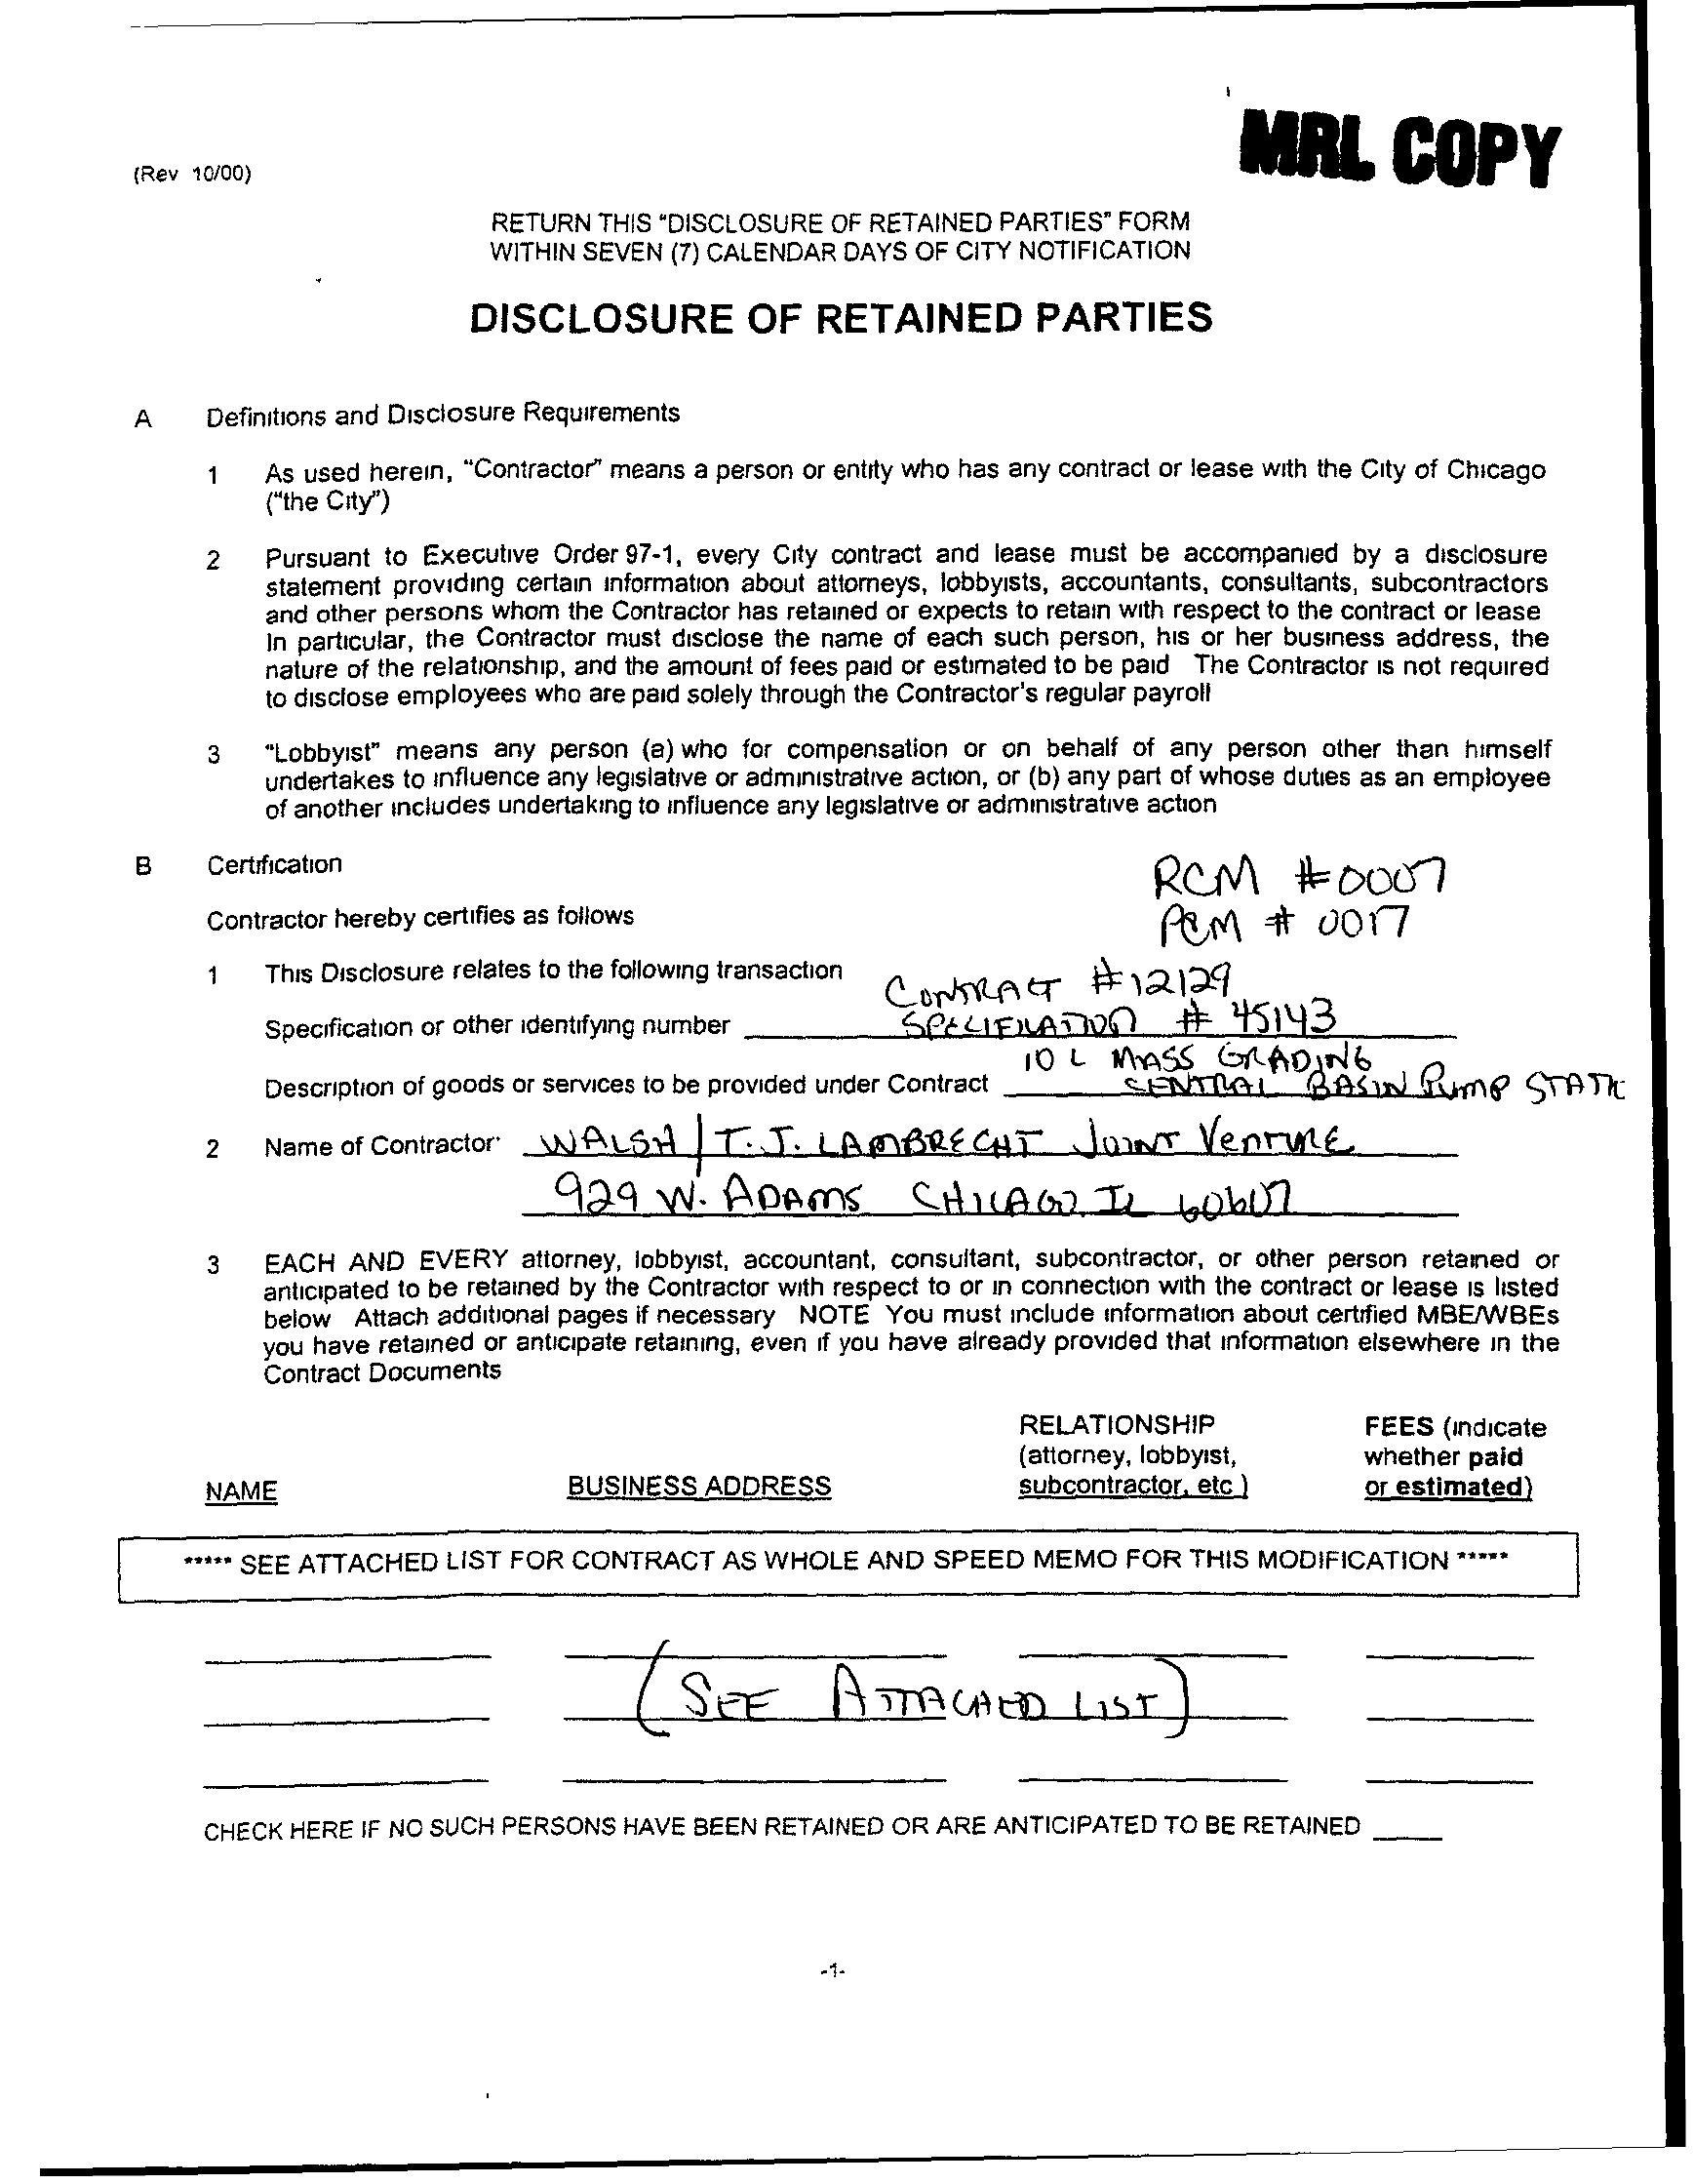 MRL COPY
(Rev 10/00)
RETURN THIS "DISCLOSURE OF RETAINED PARTIES" FORM
WITHIN SEVEN (7) CALENDAR DAYS OF CITY NOTIFICATION
DISCLOSURE OF RETAINED PARTIES
A Definitions and Disclosure Requirements
1 As used herein, "Contractor" means a person or entity who has any contract or lease with the City of Chicago
("the City")
2 Pursuant to Executive Order 97-1, every City contract and lease must be accompanied by a disclosure
statement providing certain information about attorneys, lobbyists, accountants, consultants, subcontractors
and other persons whom the Contractor has retained or expects to retain with respect to the contract or lease
In particular, the Contractor must disclose the name of each such person, his or her business address, the
nature of the relationship, and the amount of fees paid or estimated to be paid The Contractor is not required
to disclose employees who are paid solely through the Contractor's regular payroll
3 "Lobbyist" means any person (a) who for compensation or on behalf of any person other than himself
undertakes to influence any legislative or administrative action, or (b) any part of whose duties as an employee
of another includes undertaking to influence any legislative or administrative action
B Certification
RCM #0007
Contractor hereby certifies as follows
PCM # 0017
1 This Disclosure relates to the following transaction
CONTRACT #12129
Specification or other identifying number SPECIFICATION # 45143
10 L MASS GRADING
Description of goods or services to be provided under Contract CENTRAL BASIN PUMP STATIC
2 Name of Contractor: WALSH / T.J. LAMBRECHT JOINT VENTURE
929 W. ADAMS CHICAGO IL 60607
3 EACH AND EVERY attorney, lobbyist, accountant, consultant, subcontractor, or other person retained or
anticipated to be retained by the Contractor with respect to or in connection with the contract or lease is listed
below Attach additional pages if necessary NOTE You must include information about certified MBE/WBEs
you have retained or anticipate retaining, even if you have already provided that information elsewhere in the
Contract Documents
RELATIONSHIP FEES (indicate
(attorney, lobbyist, whether paid
NAME BUSINESS ADDRESS subcontractor, etc ) or estimated)
***** SEE ATTACHED LIST FOR CONTRACT AS WHOLE AND SPEED MEMO FOR THIS MODIFICATION *****
(SEE ATTACHED LIST)
CHECK HERE IF NO SUCH PERSONS HAVE BEEN RETAINED OR ARE ANTICIPATED TO BE RETAINED
-1-